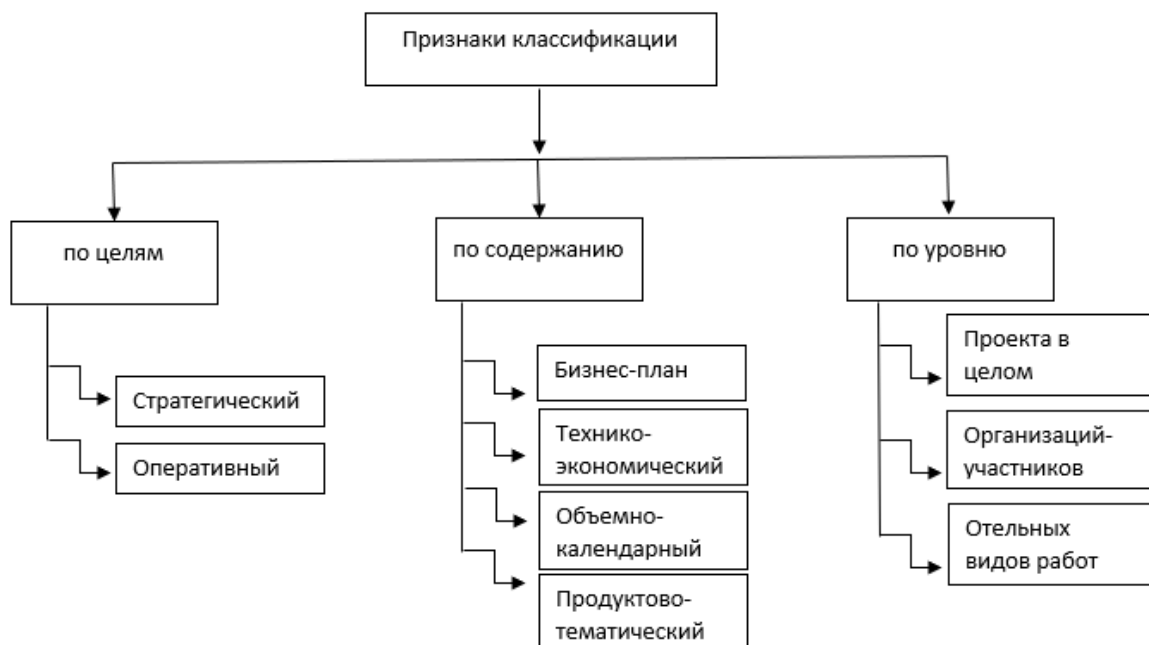 Признаки классификации
по целям
по содержанию
по уровню
Стратегический
Оперативный
Бизнес-план
Технико-
экономический
Объемно-
календарный
Продуктово-
тематический
Проекта в
целом
Организаций-
участников
Отельных
видов работ